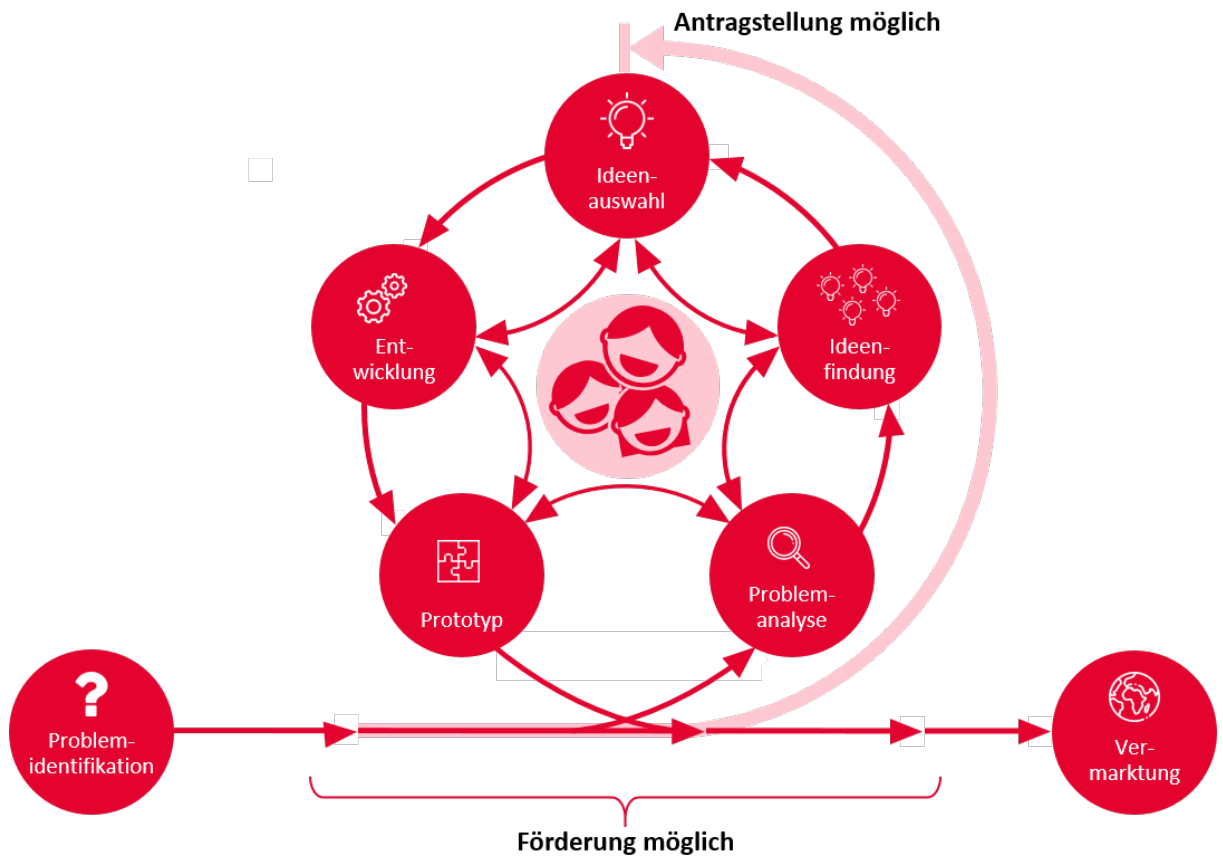 Antragstellung möglich
Ideen-
auswahl
Ent-
wicklung
Ideen-
findung
Prototyp
Problem-
analyse
?
Problem-
identifikation
Ver-
marktung
Förderung möglich